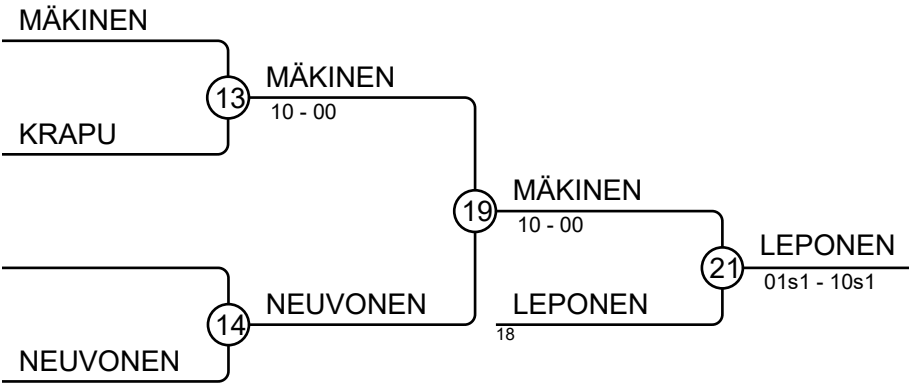 MÄKINEN
13
MÄKINEN
10 - 00
KRAPU
19
MÄKINEN
10 - 00
21
LEPONEN
01s1 - 10s1
14
NEUVONEN
LEPONEN
18
NEUVONEN